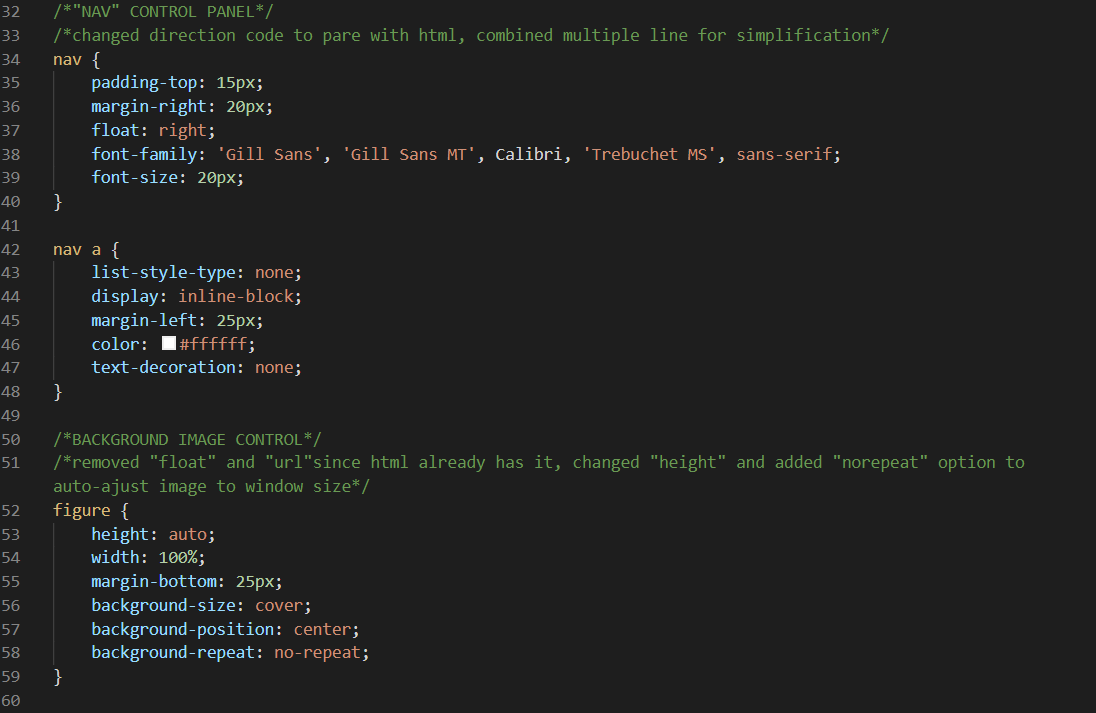 32 /*"NAV" CONTROL PANEL*/
33 /*changed direction code to pare with html, combined multiple line for simplification*/
34 nav {
35     padding-top: 15px;
36     margin-right: 20px;
37     float: right;
38     font-family: 'Gill Sans', 'Gill Sans MT', Calibri, 'Trebuchet MS', sans-serif;
39     font-size: 20px;
40 }
41
42 nav a {
43     list-style-type: none;
44     display: inline-block;
45     margin-left: 25px;
46     color: #ffffff;
47     text-decoration: none;
48 }
49
50 /*BACKGROUND IMAGE CONTROL*/
51 /*removed "float" and "url"since html already has it, changed "height" and added "norepeat" option to
auto-ajust image to window size*/
52 figure {
53     height: auto;
54     width: 100%;
55     margin-bottom: 25px;
56     background-size: cover;
57     background-position: center;
58     background-repeat: no-repeat;
59 }
60